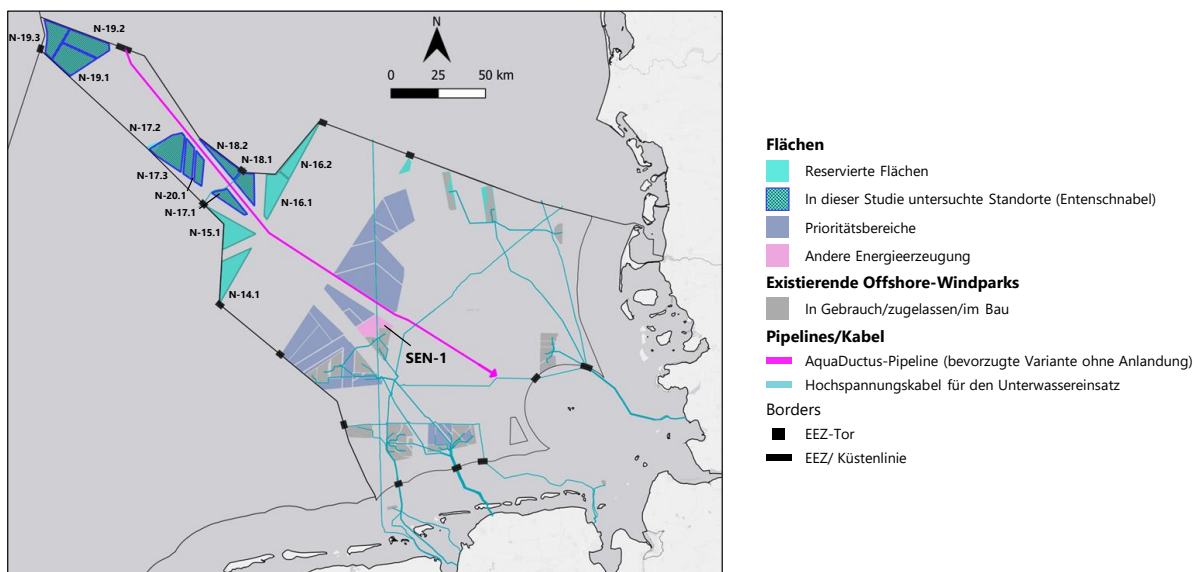 N-19.2
N-19.3
N-19.1
N
0 25 50 km
N-17.2
N-18.2
N-18.1
N-16.2
N-17.3
N-20.1
N-17.1
N-16.1
N-15.1
N-14.1
SEN-1
Flächen
Reservierte Flächen
In dieser Studie untersuchte Standorte (Entenschnabel)
Prioritätsbereiche
Andere Energieerzeugung
Existierende Offshore-Windparks
In Gebrauch/zugelassen/im Bau
Pipelines/Kabel
AquaDuctus-Pipeline (bevorzugte Variante ohne Anlandung)
Hochspannungskabel für den Unterwassereinsatz
Borders
EEZ-Tor
EEZ/ Küstenlinie